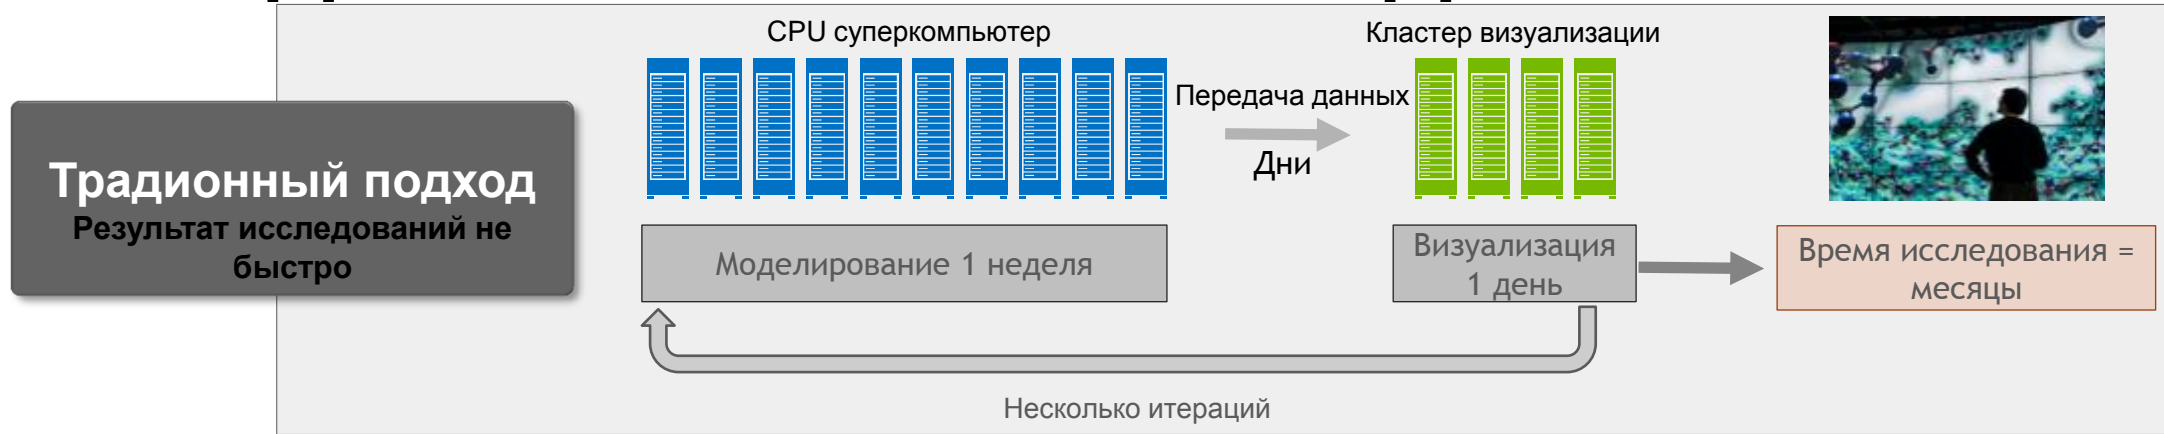 CPU суперкомпьютер
Кластер визуализации
Передача данных
Дни
Традионный подход
Результат исследований не
быстро
Моделирование 1 неделя
Визуализация
1 день
Время исследования =
месяцы
Несколько итераций